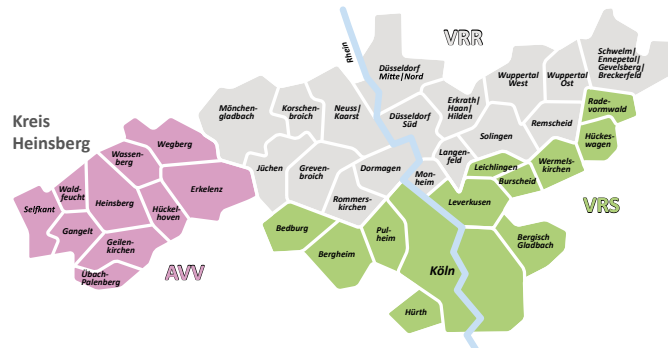 VRR
Rhein
Düsseldorf
Mitte|Nord
Schwelm|
Ennepetal|
Gevelsberg|
Breckerfeld
Wuppertal
West
Wuppertal
Ost
Mönchen-
gladbach
Korschen-
broich
Neuss|
Kaarst
Düsseldorf
Süd
Erkrath|
Haan|
Hilden
Solingen
Remscheid
Rade-
vormwald
Hückes-
wagen
Kreis
Heinsberg
Wegberg
Wassen-
berg
Jüchen
Greven-
broich
Dormagen
Mon-
heim
Langen-
feld
Leichlingen
Burscheid
Wermels-
kirchen
Wald-
feucht
Selfkant
Heinsberg
Hückel-
hoven
Erkelenz
Rommers-
kirchen
Leverkusen
VRS
Gangelt
Geilen-
kirchen
Übach-
Palenberg
AVV
Bedburg
Bergheim
Pul-
heim
Köln
Bergisch
Gladbach
Hürth